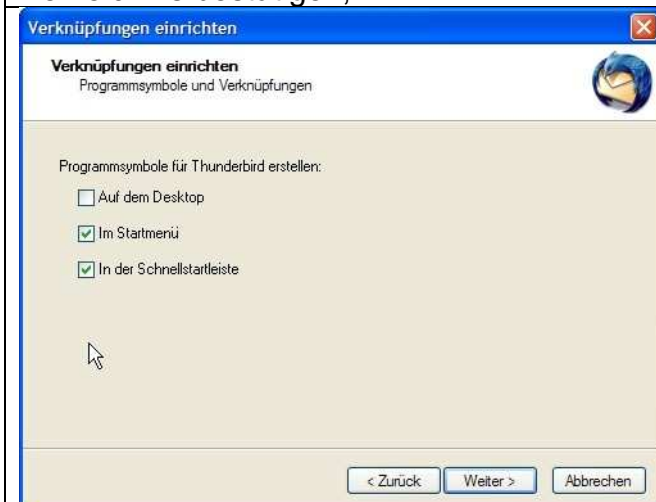 Verknüpfungen einrichten
Verknüpfungen einrichten
Programmsymbole und Verknüpfungen
Programmsymbole für Thunderbird erstellen:
Auf dem Desktop
Im Startmenü
In der Schnellstartleiste
< Zurück Weiter > Abbrechen